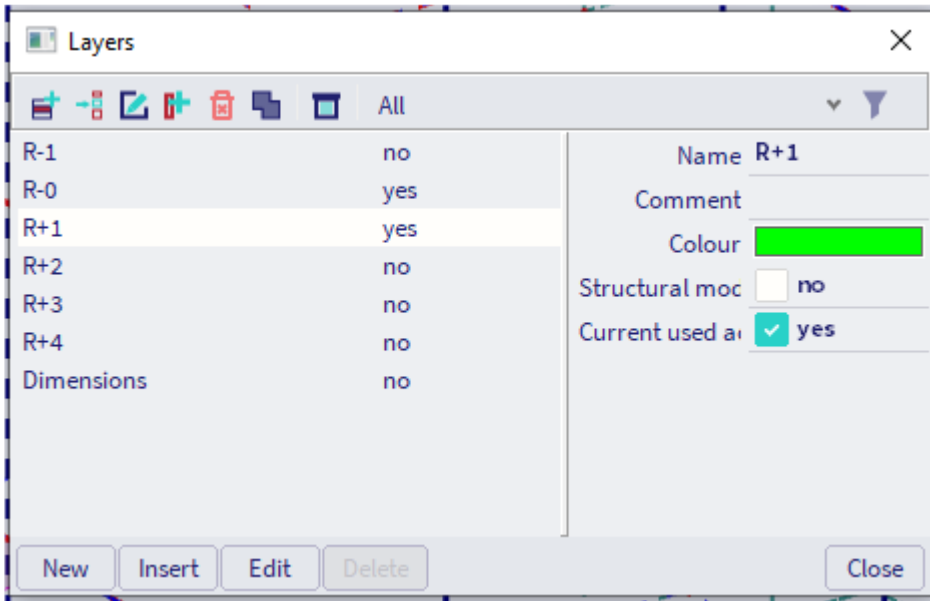 Layers
All
R-1 no
R-0 yes
R+1 yes
R+2 no
R+3 no
R+4 no
Dimensions no
Name R+1
Comment
Colour
Structural moc no
Current used a yes
New Insert Edit Delete Close